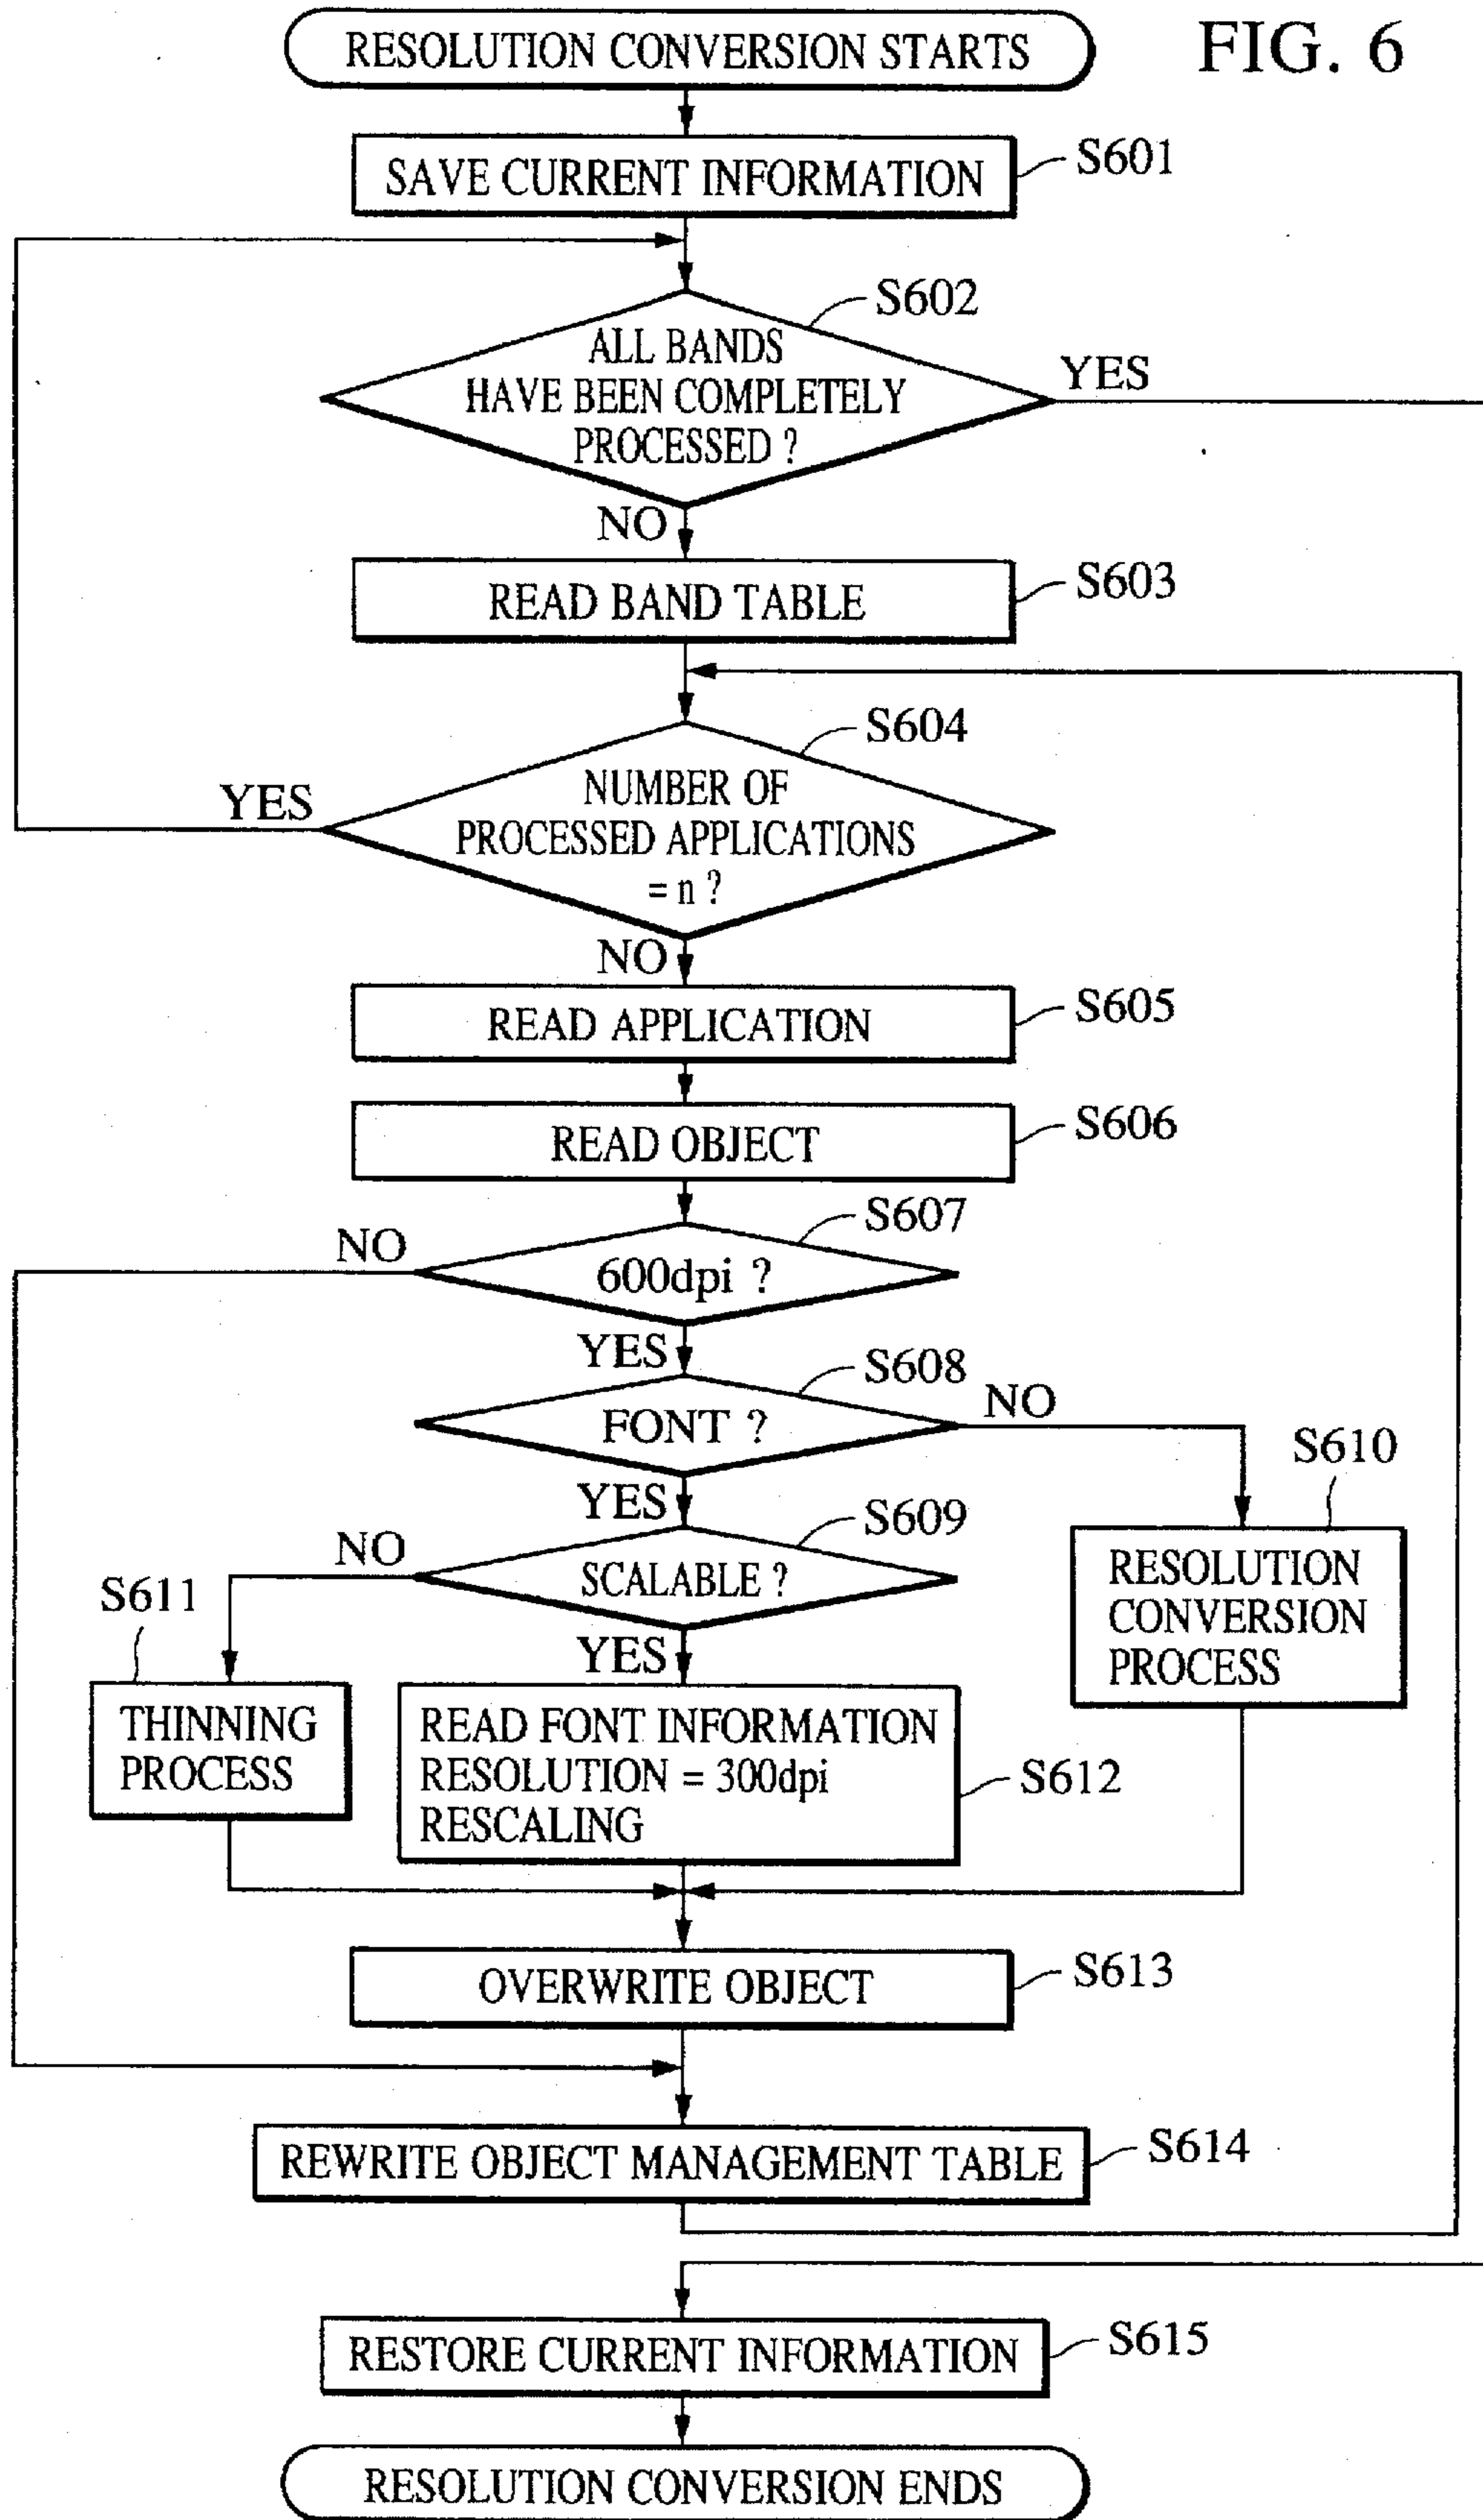 FIG. 6
RESOLUTION CONVERSION STARTS
SAVE CURRENT INFORMATION
S601
S602
ALL BANDS
HAVE BEEN COMPLETELY
PROCESSED ?
YES
NO
READ BAND TABLE
S603
S604
NUMBER OF
PROCESSED APPLICATIONS
= n ?
YES
NO
READ APPLICATION
S605
READ OBJECT
S606
S607
NO
600dpi ?
YES
S608
FONT ?
NO
YES
S610
S609
NO
SCALABLE ?
RESOLUTION
CONVERSION
PROCESS
S611
YES
THINNING
PROCESS
READ FONT INFORMATION
RESOLUTION = 300dpi
RESCALING
S612
OVERWRITE OBJECT
S613
REWRITE OBJECT MANAGEMENT TABLE
S614
RESTORE CURRENT INFORMATION
S615
RESOLUTION CONVERSION ENDS